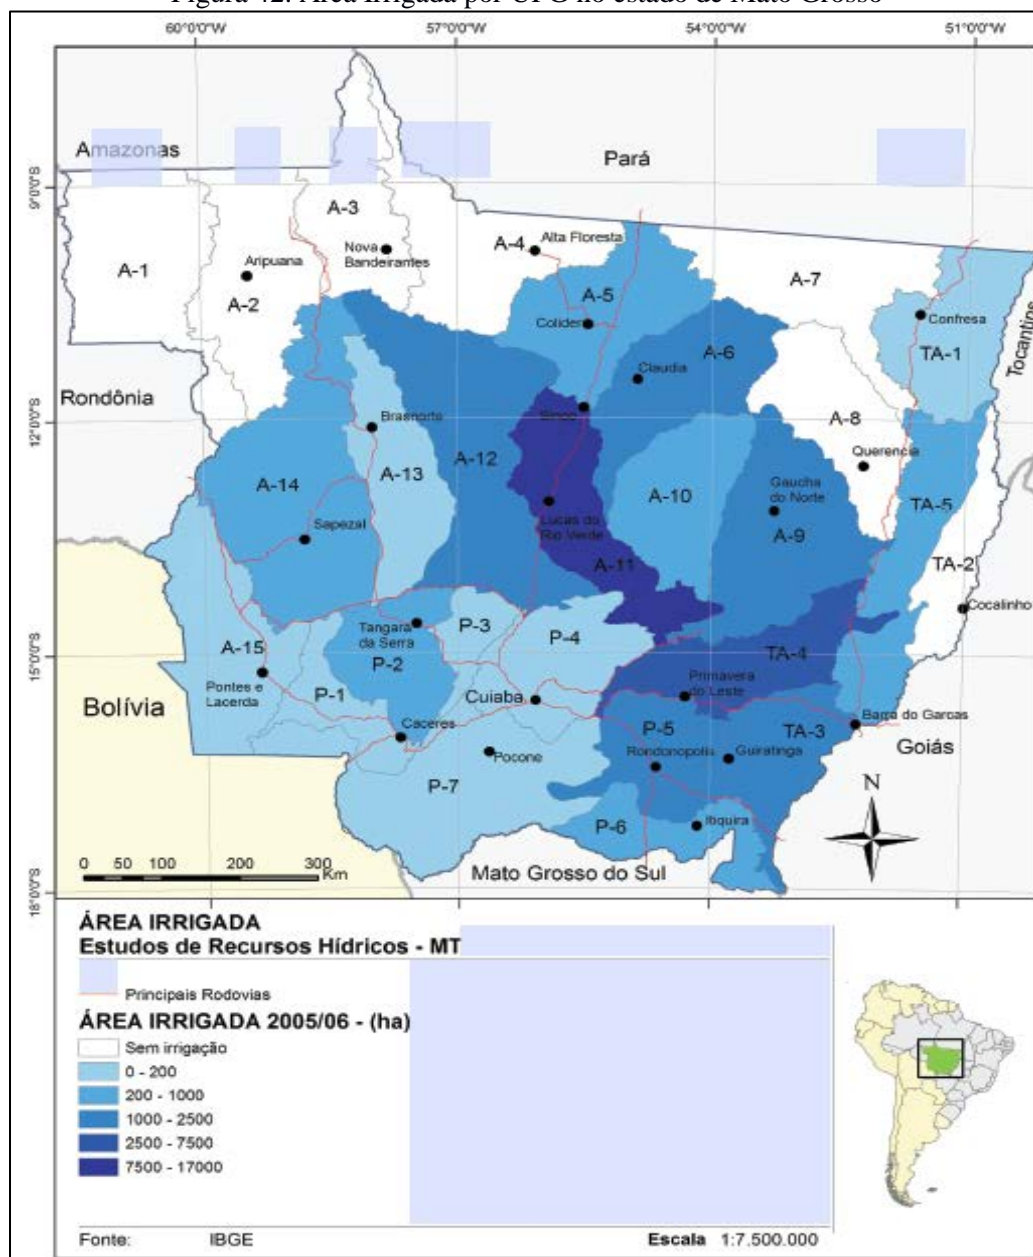 Figura 42: Área Irrigada por UPG no estado de Mato Grosso
60°0'0"W 57°0'0"W 54°0'0"W 51°0'0"W
Amazonas
Pará
9°0'0"S
A-3
A-4
Alta Floresta
Nova
Bandeirantes
A-1
Aripuana
A-2
A-5
A-7
Colider
Confresa
TA-1
Tocantins
A-6
Claudia
Rondônia
12°0'0"S
Sinop
A-8
Brasnorte
A-12
A-13
Querencia
A-14
A-10
Gaucha
do Norte
TA-5
Sapezal
Lucas do
Rio Verde
A-9
A-11
TA-2
Cocalinho
P-3
Tangara
da Serra
P-4
15°0'0"S
A-15
P-2
TA-4
Pontes e
Lacerda
P-1
Primavera
do Leste
Bolívia
Cuiaba
Caceres
P-5
TA-3
Barra do Garcas
Goiás
Pocone
Rondonopolis
Guiratinga
P-7
N
P-6
Itiquira
0 50 100 200 300
Km
Mato Grosso do Sul
18°0'0"S
ÁREA IRRIGADA
Estudos de Recursos Hídricos - MT
Principais Rodovias
ÁREA IRRIGADA 2005/06 - (ha)
Sem irrigação
0 - 200
200 - 1000
1000 - 2500
2500 - 7500
7500 - 17000
Fonte: IBGE
Escala 1:7.500.000